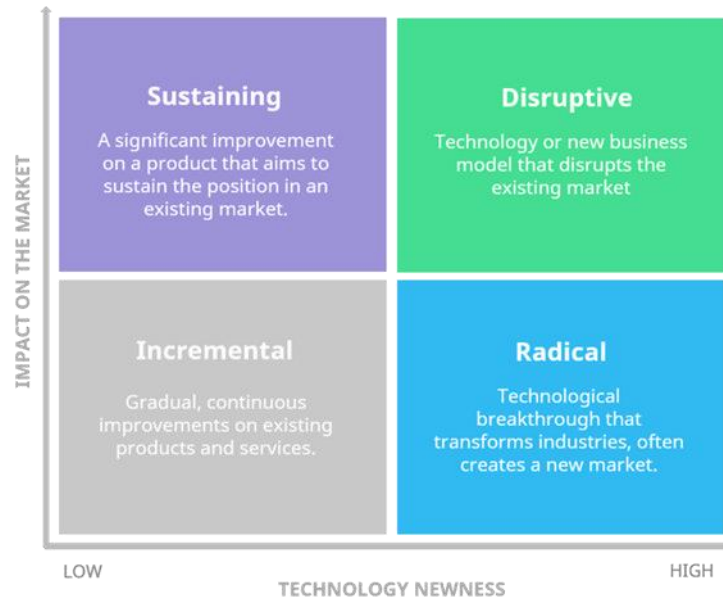 IMPACT ON THE MARKET
Sustaining
A significant improvement
on a product that aims to
sustain the position in an
existing market.
Disruptive
Technology or new business
model that disrupts the
existing market
Incremental
Gradual, continuous
improvements on existing
products and services.
Radical
Technological
breakthrough that
transforms industries, often
creates a new market.
LOW
HIGH
TECHNOLOGY NEWNESS